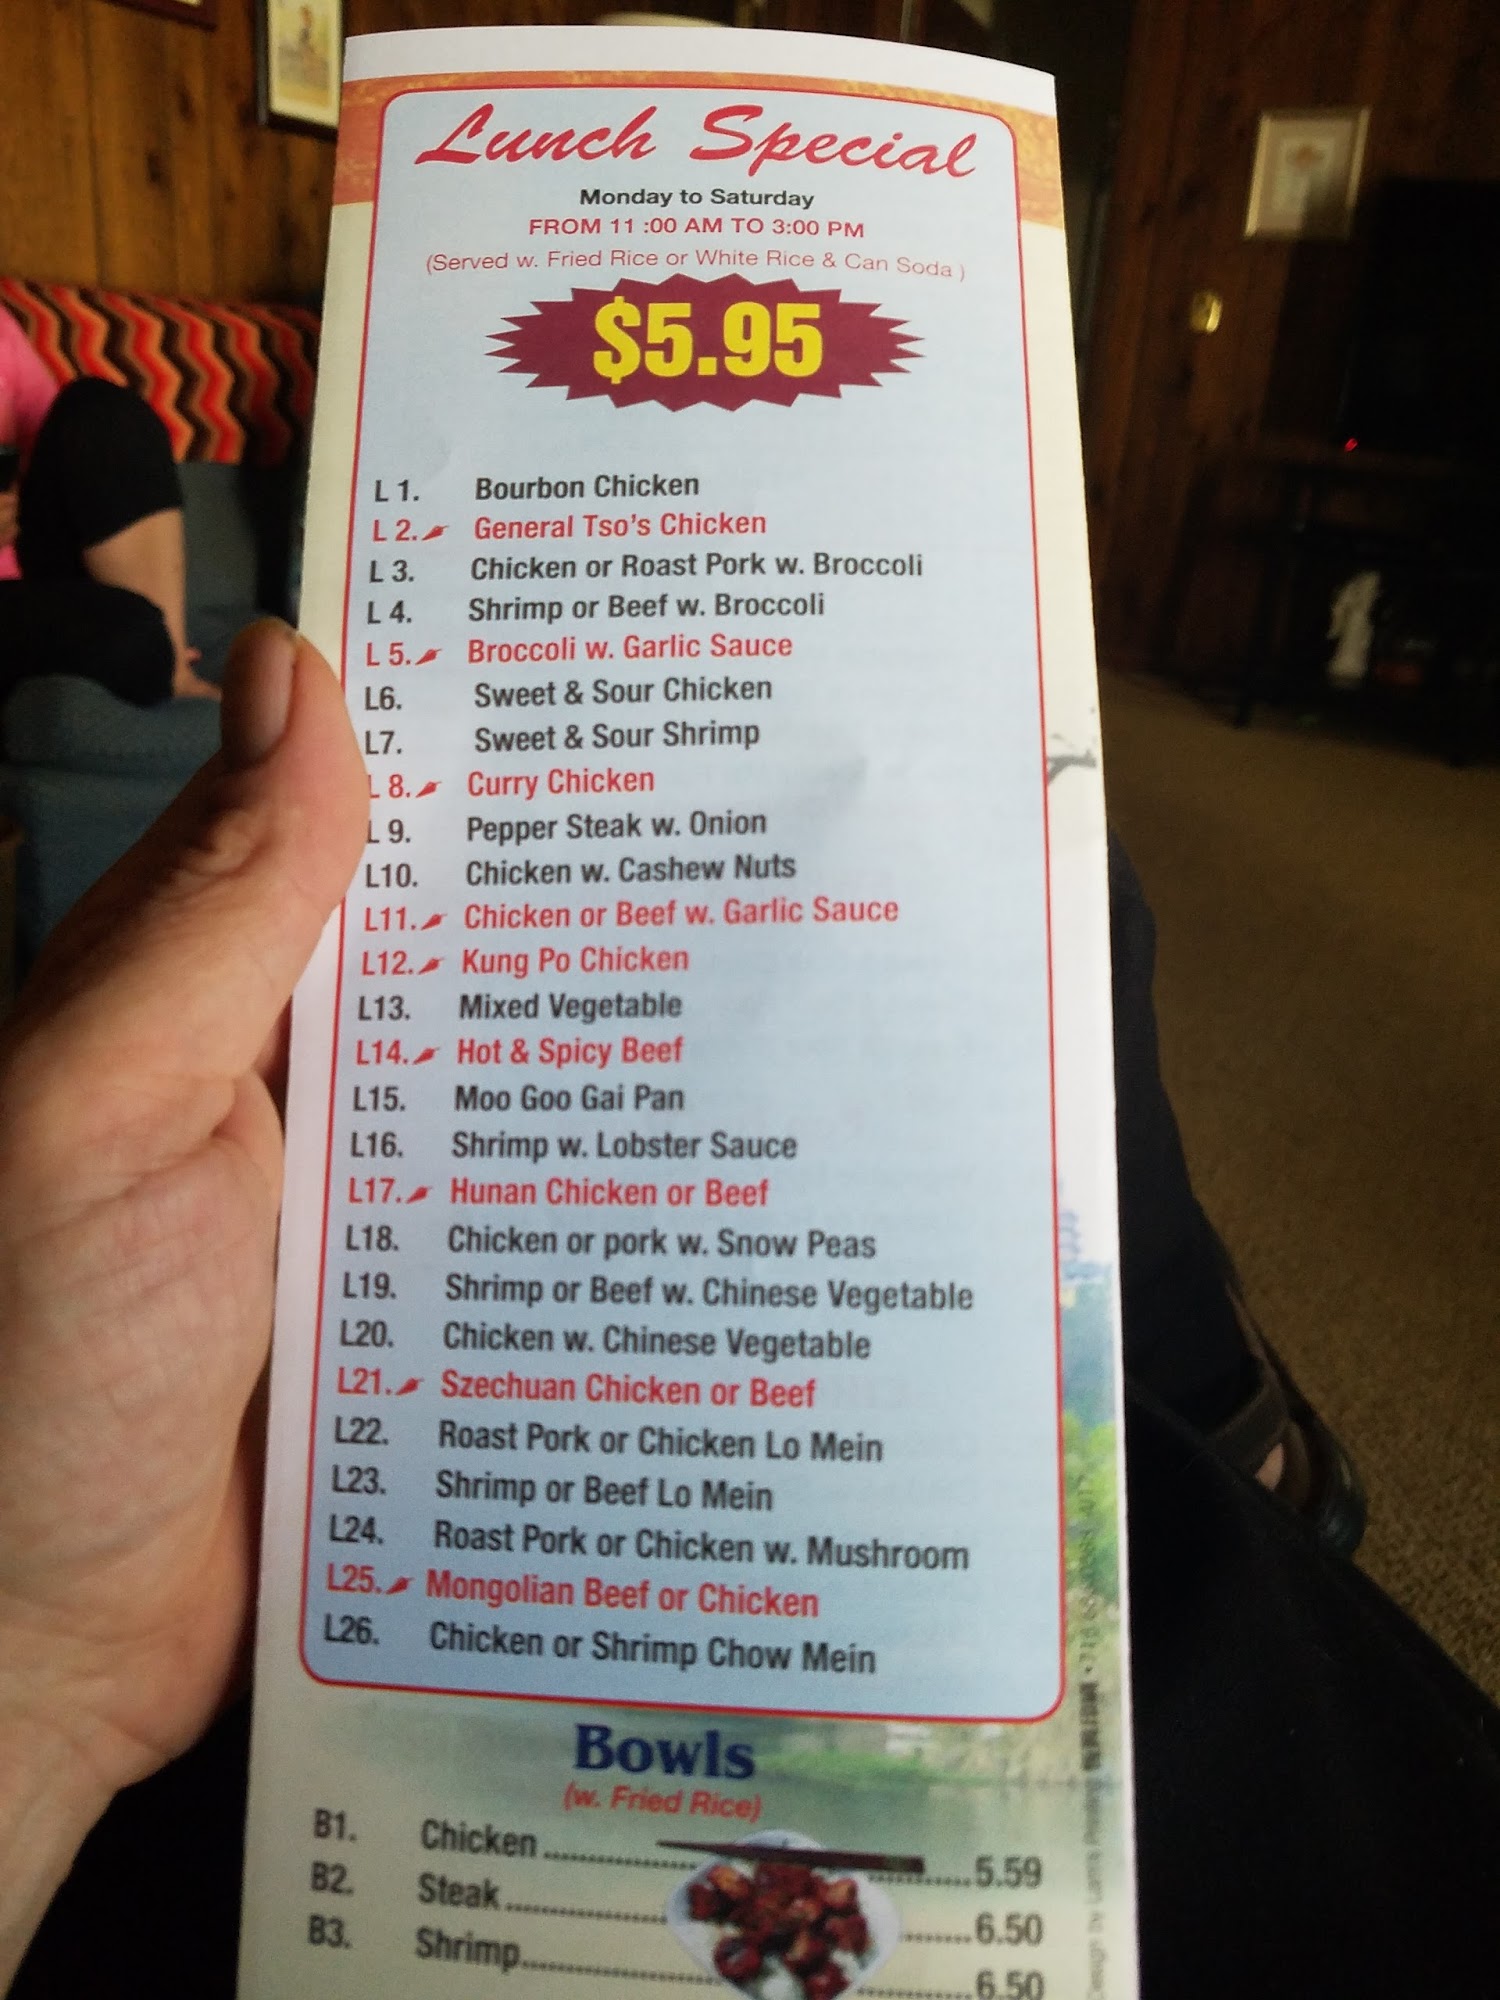 Lunch Special
Monday to Saturday
FROM 11 :00 AM TO 3:00 PM
(Served w. Fried Rice or White Rice & Can Soda )
$5.95
L 1. Bourbon Chicken
L 2. General Tso's Chicken
L 3. Chicken or Roast Pork w. Broccoli
L 4. Shrimp or Beef w. Broccoli
L 5. Broccoli w. Garlic Sauce
L6. Sweet & Sour Chicken
L7. Sweet & Sour Shrimp
L 8. Curry Chicken
L 9. Pepper Steak w. Onion
L10. Chicken w. Cashew Nuts
L11. Chicken or Beef w. Garlic Sauce
L12. Kung Po Chicken
L13. Mixed Vegetable
L14. Hot & Spicy Beef
L15. Moo Goo Gai Pan
L16. Shrimp w. Lobster Sauce
L17. Hunan Chicken or Beef
L18. Chicken or pork w. Snow Peas
L19. Shrimp or Beef w. Chinese Vegetable
L20. Chicken w. Chinese Vegetable
L21. Szechuan Chicken or Beef
L22. Roast Pork or Chicken Lo Mein
L23. Shrimp or Beef Lo Mein
L24. Roast Pork or Chicken w. Mushroom
L25. Mongolian Beef or Chicken
L26. Chicken or Shrimp Chow Mein
Bowls
(w. Fried Rice)
B1. Chicken 5.59
B2. Steak 6.50
B3. Shrimp 6.50